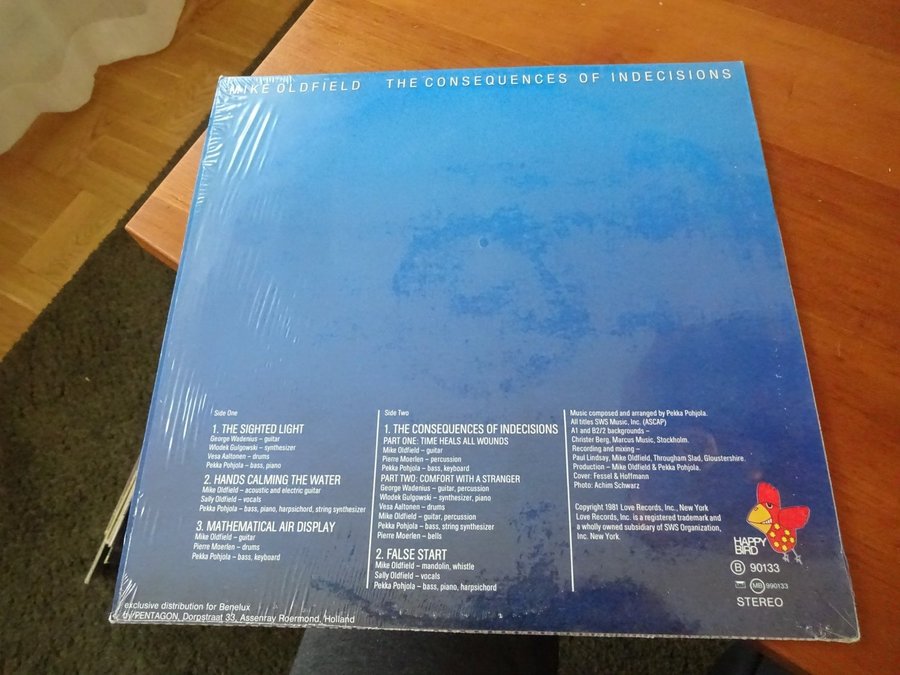 MIKE OLDFIELD THE CONSEQUENCES OF INDECISIONS
Side One
1. THE SIGHTED LIGHT
George Wadenius – guitar
Wlodek Gulgowski – synthesizer
Vesa Aaltonen – drums
Pekka Pohjola – bass, piano
2. HANDS CALMING THE WATER
Mike Oldfield – acoustic and electric guitar
Sally Oldfield – vocals
Pekka Pohjola – bass, piano, harpsichord, string synthesizer
3. MATHEMATICAL AIR DISPLAY
Mike Oldfield – guitar
Pierre Moerlen – drums
Pekka Pohjola – bass, keyboard
Side Two
1. THE CONSEQUENCES OF INDECISIONS
PART ONE: TIME HEALS ALL WOUNDS
Mike Oldfield – guitar
Pierre Moerlen – percussion
Pekka Pohjola – bass, keyboard
PART TWO: COMFORT WITH A STRANGER
George Wadenius – guitar, percussion
Wlodek Gulgowski – synthesizer, piano
Vesa Aaltonen – drums
Mike Oldfield – guitar, percussion
Pekka Pohjola – bass, string synthesizer
Pierre Moerlen – bells
2. FALSE START
Mike Oldfield – mandolin, whistle
Sally Oldfield – vocals
Pekka Pohjola – bass, piano, harpsichord
Music composed and arranged by Pekka Pohjola.
All titles SWS Music, Inc. (ASCAP)
A1 and B2/2 backgrounds –
Christer Berg, Marcus Music, Stockholm.
Recording and mixing –
Paul Lindsay, Mike Oldfield, Througham Slad, Gloustershire.
Production – Mike Oldfield & Pekka Pohjola.
Cover: Fessel & Hoffmann
Photo: Achim Schwarz
Copyright 1981 Love Records, Inc., New York
Love Records, Inc. is a registered trademark and
a wholly owned subsidiary of SWS Organization,
Inc. New York.
HAPPY
BIRD
B 90133
MB 990133
STEREO
exclusive distribution for Benelux
by PENTAGON, Dorpstraat 33, Assenray Roermond, Holland